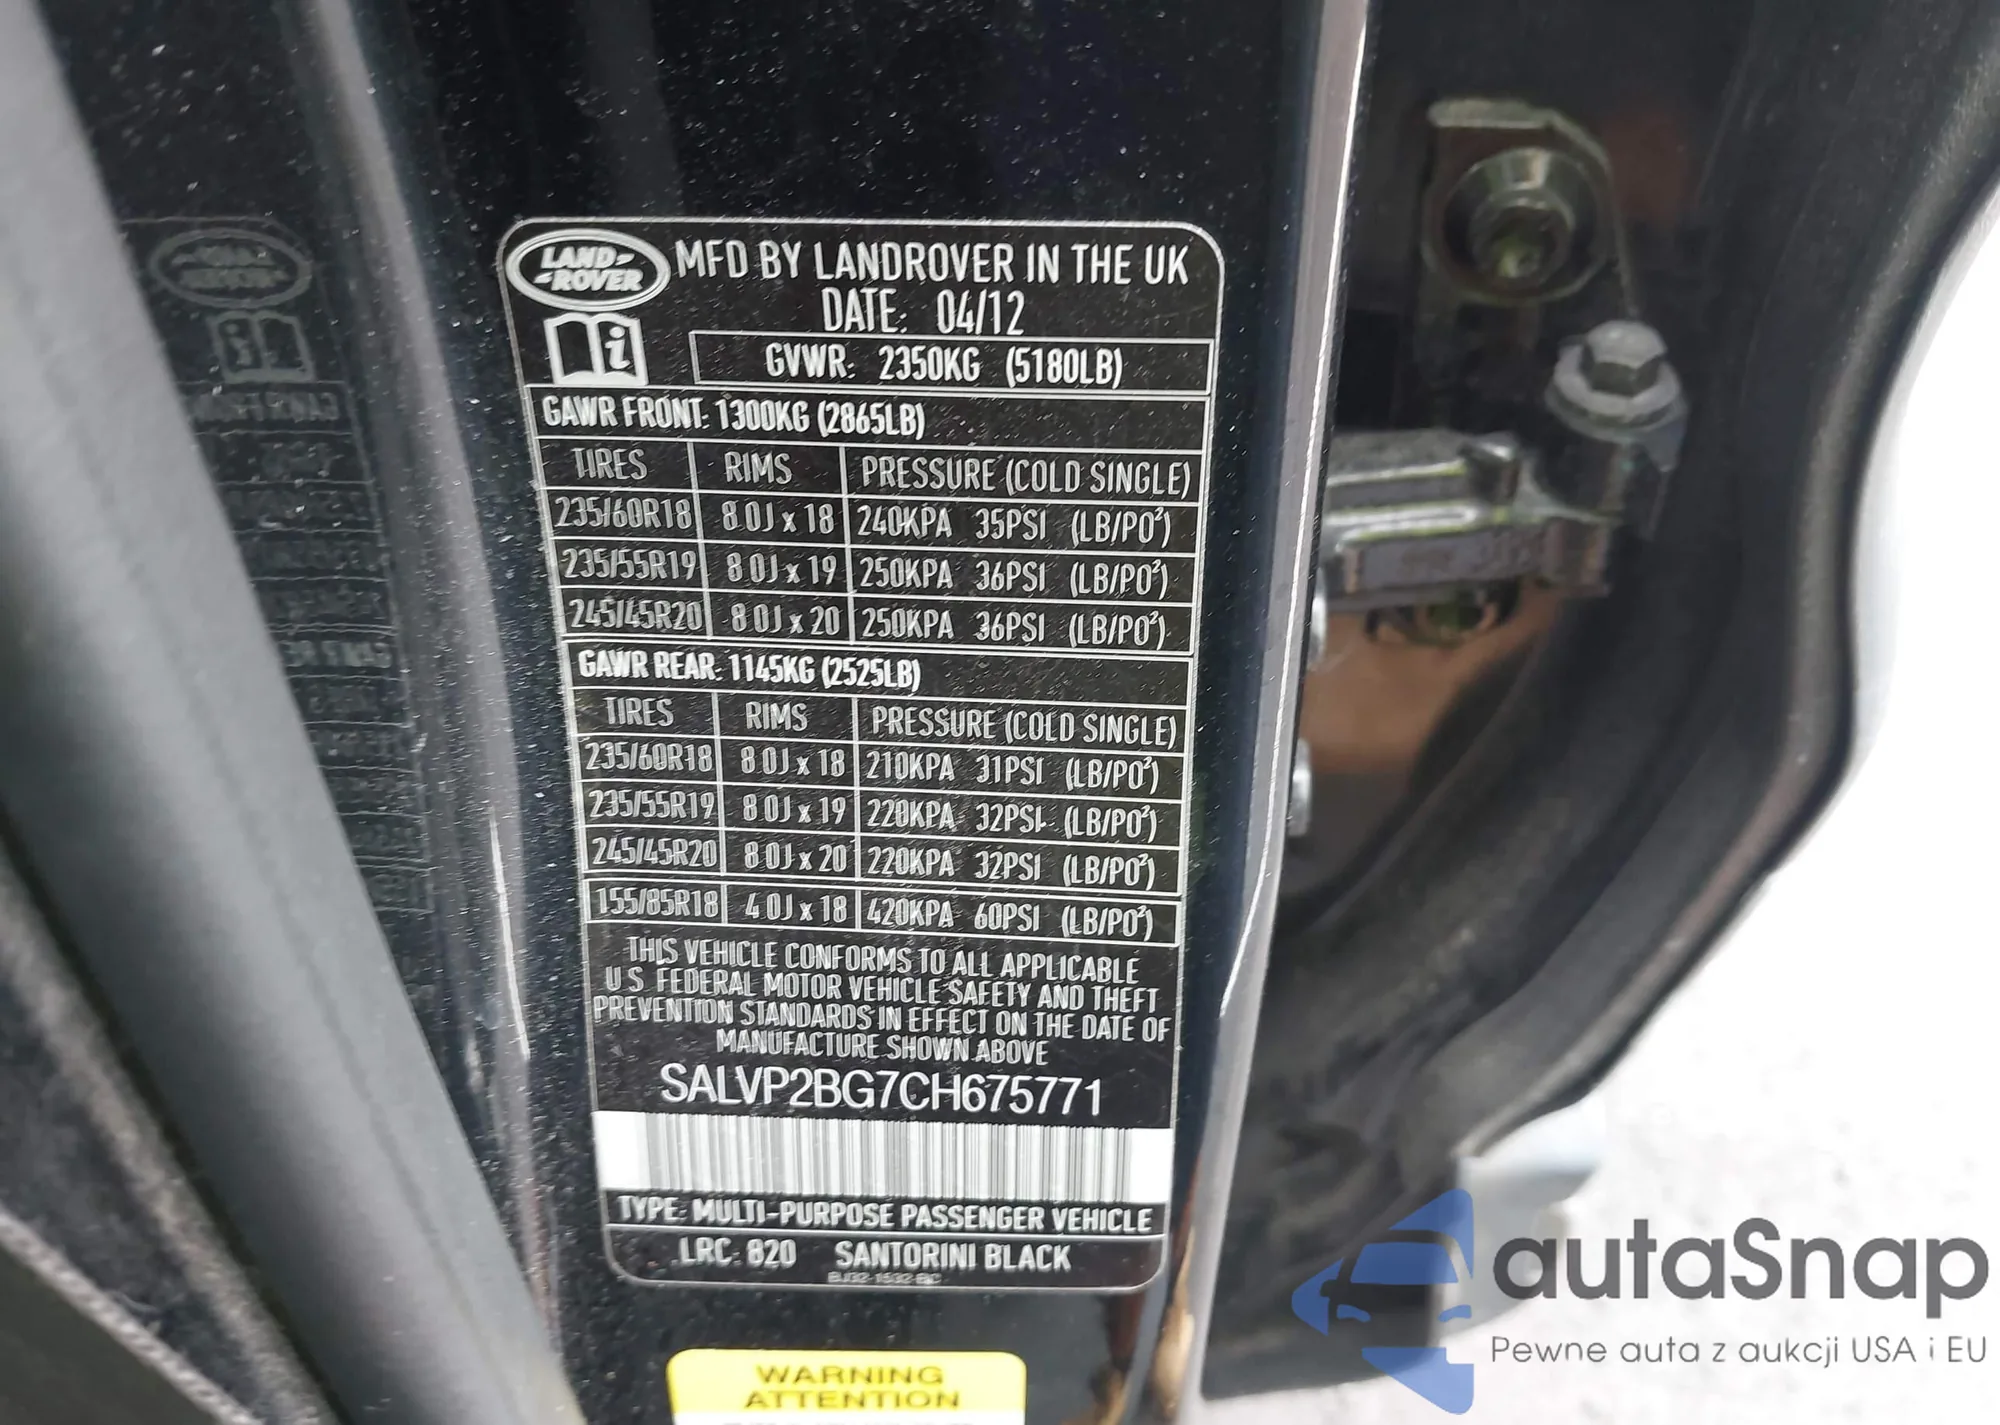 LAND-
-ROVER
MFD BY LANDROVER IN THE UK
DATE: 04/12
GVWR: 2350KG (5180LB)
GAWR FRONT: 1300KG (2865LB)
TIRES RIMS PRESSURE (COLD SINGLE)
235/60R18 8.0J x 18 240KPA 35PSI (LB/PO²)
235/55R19 8.0J x 19 250KPA 36PSI (LB/PO²)
245/45R20 8.0J x 20 250KPA 36PSI (LB/PO²)
GAWR REAR: 1145KG (2525LB)
TIRES RIMS PRESSURE (COLD SINGLE)
235/60R18 8.0J x 18 210KPA 31PSI (LB/PO²)
235/55R19 8.0J x 19 220KPA 32PSI (LB/PO²)
245/45R20 8.0J x 20 220KPA 32PSI (LB/PO²)
155/85R18 4.0J x 18 420KPA 60PSI (LB/PO²)
THIS VEHICLE CONFORMS TO ALL APPLICABLE
U.S. FEDERAL MOTOR VEHICLE SAFETY AND THEFT
PREVENTION STANDARDS IN EFFECT ON THE DATE OF
MANUFACTURE SHOWN ABOVE
SALVP2BG7CH675771
TYPE: MULTI-PURPOSE PASSENGER VEHICLE
LRC: 820 SANTORINI BLACK
BJ32-1532-BC
WARNING
ATTENTION
autaSnap
Pewne auta z aukcji USA i EU